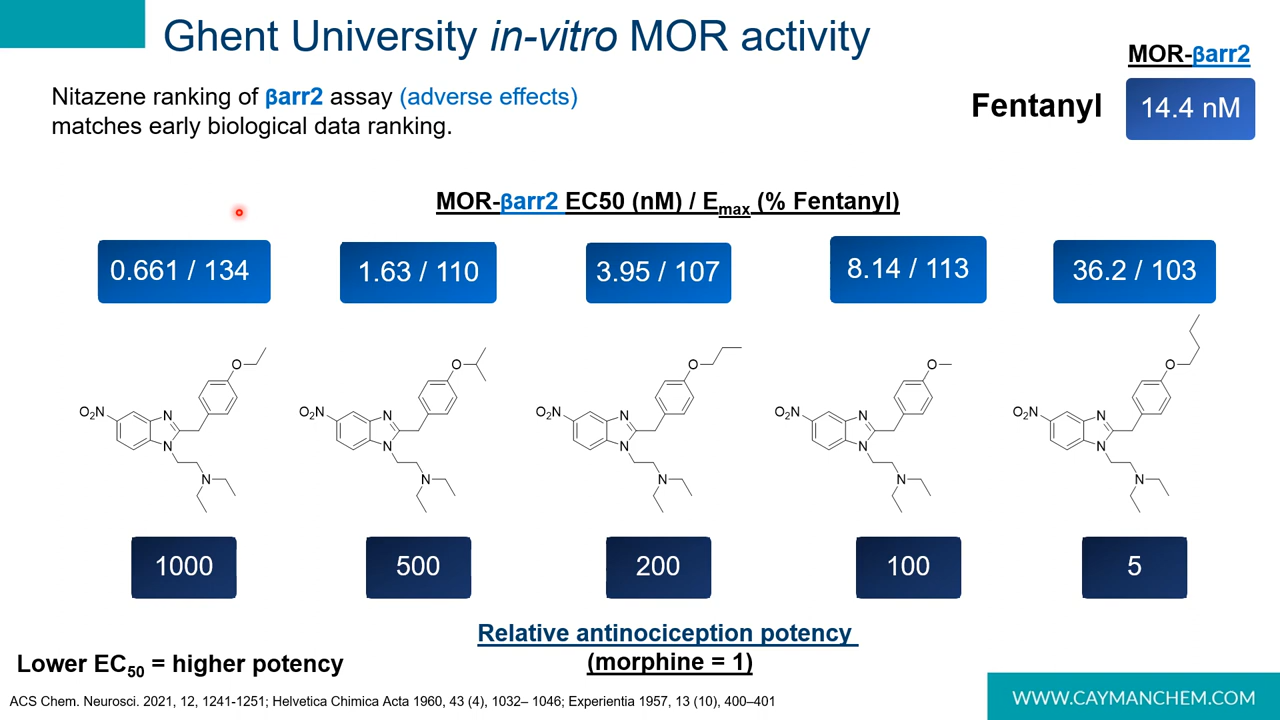 Ghent University in-vitro MOR activity
MOR-βarr2
Nitazene ranking of βarr2 assay (adverse effects)
matches early biological data ranking.
Fentanyl
14.4 nM
MOR-βarr2 EC50 (nM) / Emax (% Fentanyl)
0.661 / 134
1.63 / 110
3.95 / 107
8.14 / 113
36.2 / 103
O
O
O
O
O
O₂N
N
N
N
O₂N
N
N
N
O₂N
N
N
N
O₂N
N
N
N
O₂N
N
N
N
1000
500
200
100
5
Relative antinociception potency
(morphine = 1)
Lower EC50 = higher potency
ACS Chem. Neurosci. 2021, 12, 1241-1251; Helvetica Chimica Acta 1960, 43 (4), 1032– 1046; Experientia 1957, 13 (10), 400–401
WWW.CAYMANCHEM.COM